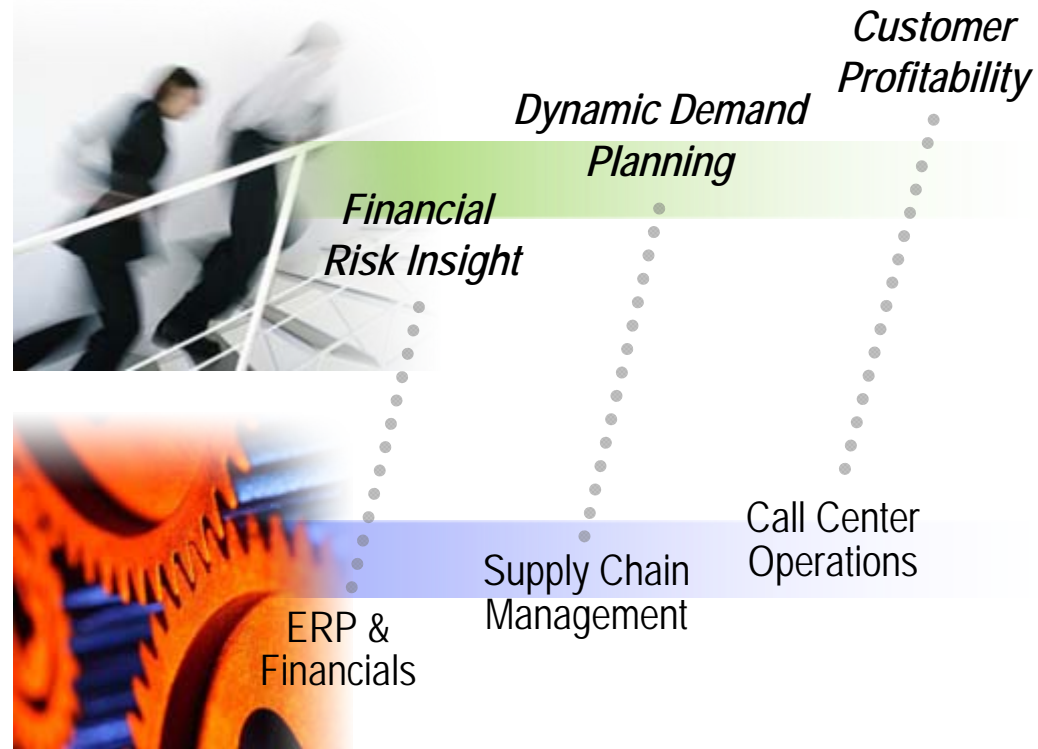 Customer
Profitability
Dynamic Demand
Planning
Financial
Risk Insight
Call Center
Operations
Supply Chain
Management
ERP &
Financials